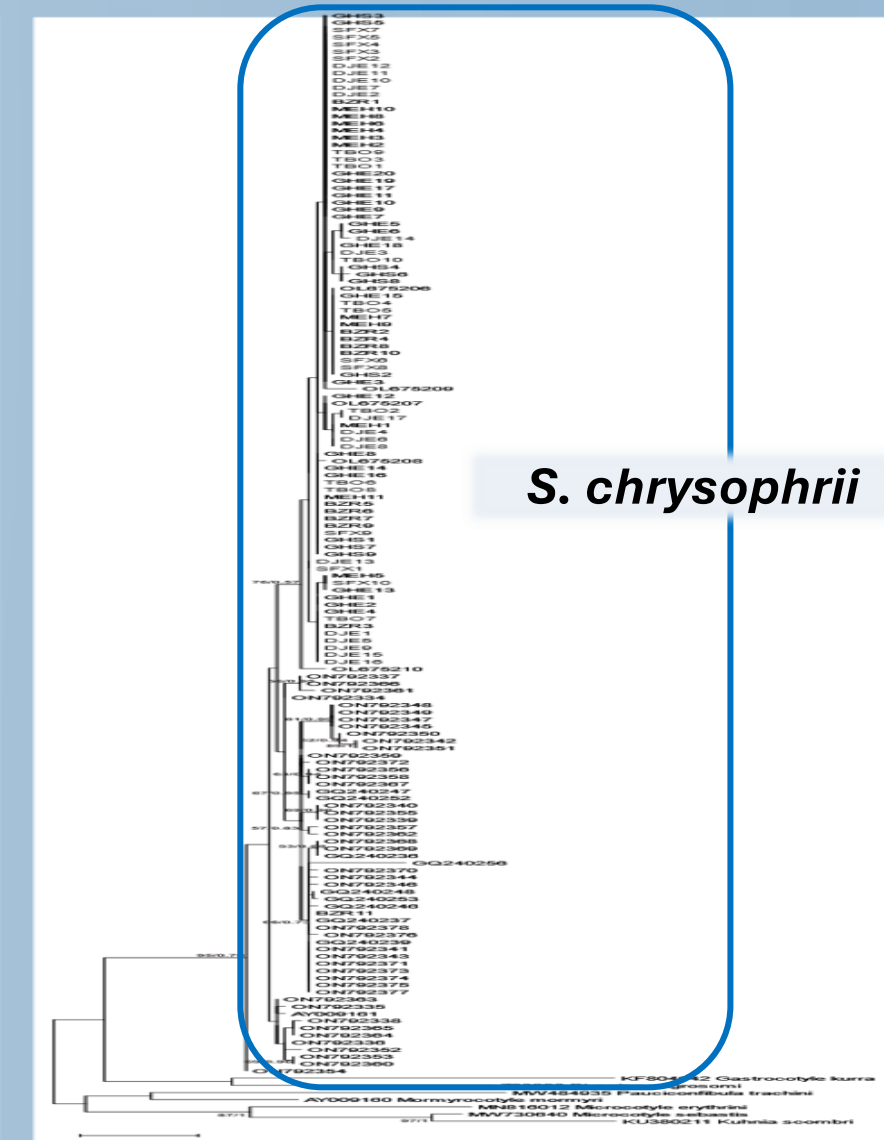 GHS3
GHS5
SFX7
SFX5
SFX4
SFX3
SFX2
DJE12
DJE11
DJE10
DJE7
DJE2
BZR1
MEH10
MEH8
MEH6
MEH4
MEH3
MEH2
TBO9
TBO3
TBO1
GHE20
GHE19
GHE17
GHE11
GHE10
GHE9
GHE7
GHE5
GHE6
DJE14
GHE18
DJE3
TBO10
GHS4
GHS6
GHS8
OL675206
GHE15
TBO4
TBO5
MEH7
MEH9
BZR2
BZR4
BZR8
BZR10
SFX6
SFX8
GHS2
GHE3
OL675209
GHE12
OL675207
TBO2
DJE17
MEH1
DJE4
DJE6
DJE8
GHE8
OL675208
GHE14
GHE16
TBO6
TBO8
MEH11
BZR5
BZR6
BZR7
BZR9
SFX9
GHS1
GHS7
GHS9
S. chrysophrii
DJE13
SFX1
MEH5
SFX10
GHE13
GHE1
GHE2
GHE4
TBO7
BZR3
DJE1
DJE5
DJE9
DJE15
DJE16
OL675210
ON792337
ON792366
ON792361
ON792334
ON792348
ON792349
ON792347
ON792345
ON792350
ON792342
ON792351
ON792359
ON792372
ON792356
ON792358
ON792367
GQ240247
GQ240252
ON792340
ON792355
ON792339
ON792357
ON792362
ON792368
ON792369
GQ240236
GQ240256
ON792370
ON792344
ON792346
GQ240248
GQ240253
GQ240246
BZR11
GQ240237
ON792378
ON792376
GQ240239
ON792341
ON792343
ON792371
ON792373
ON792374
ON792375
ON792377
ON792363
ON792335
AY009161
ON792338
ON792365
ON792364
ON792336
ON792352
ON792353
ON792360
ON792354
Gastrocotyle kurra
MW484935 Pauciconfibula trachini
AY009160 Mormyrocotyle mormyri
MN816012 Microcotyle erythrini
MW730640 Microcotyle sebastis
KU380211 Kuhnia scombri